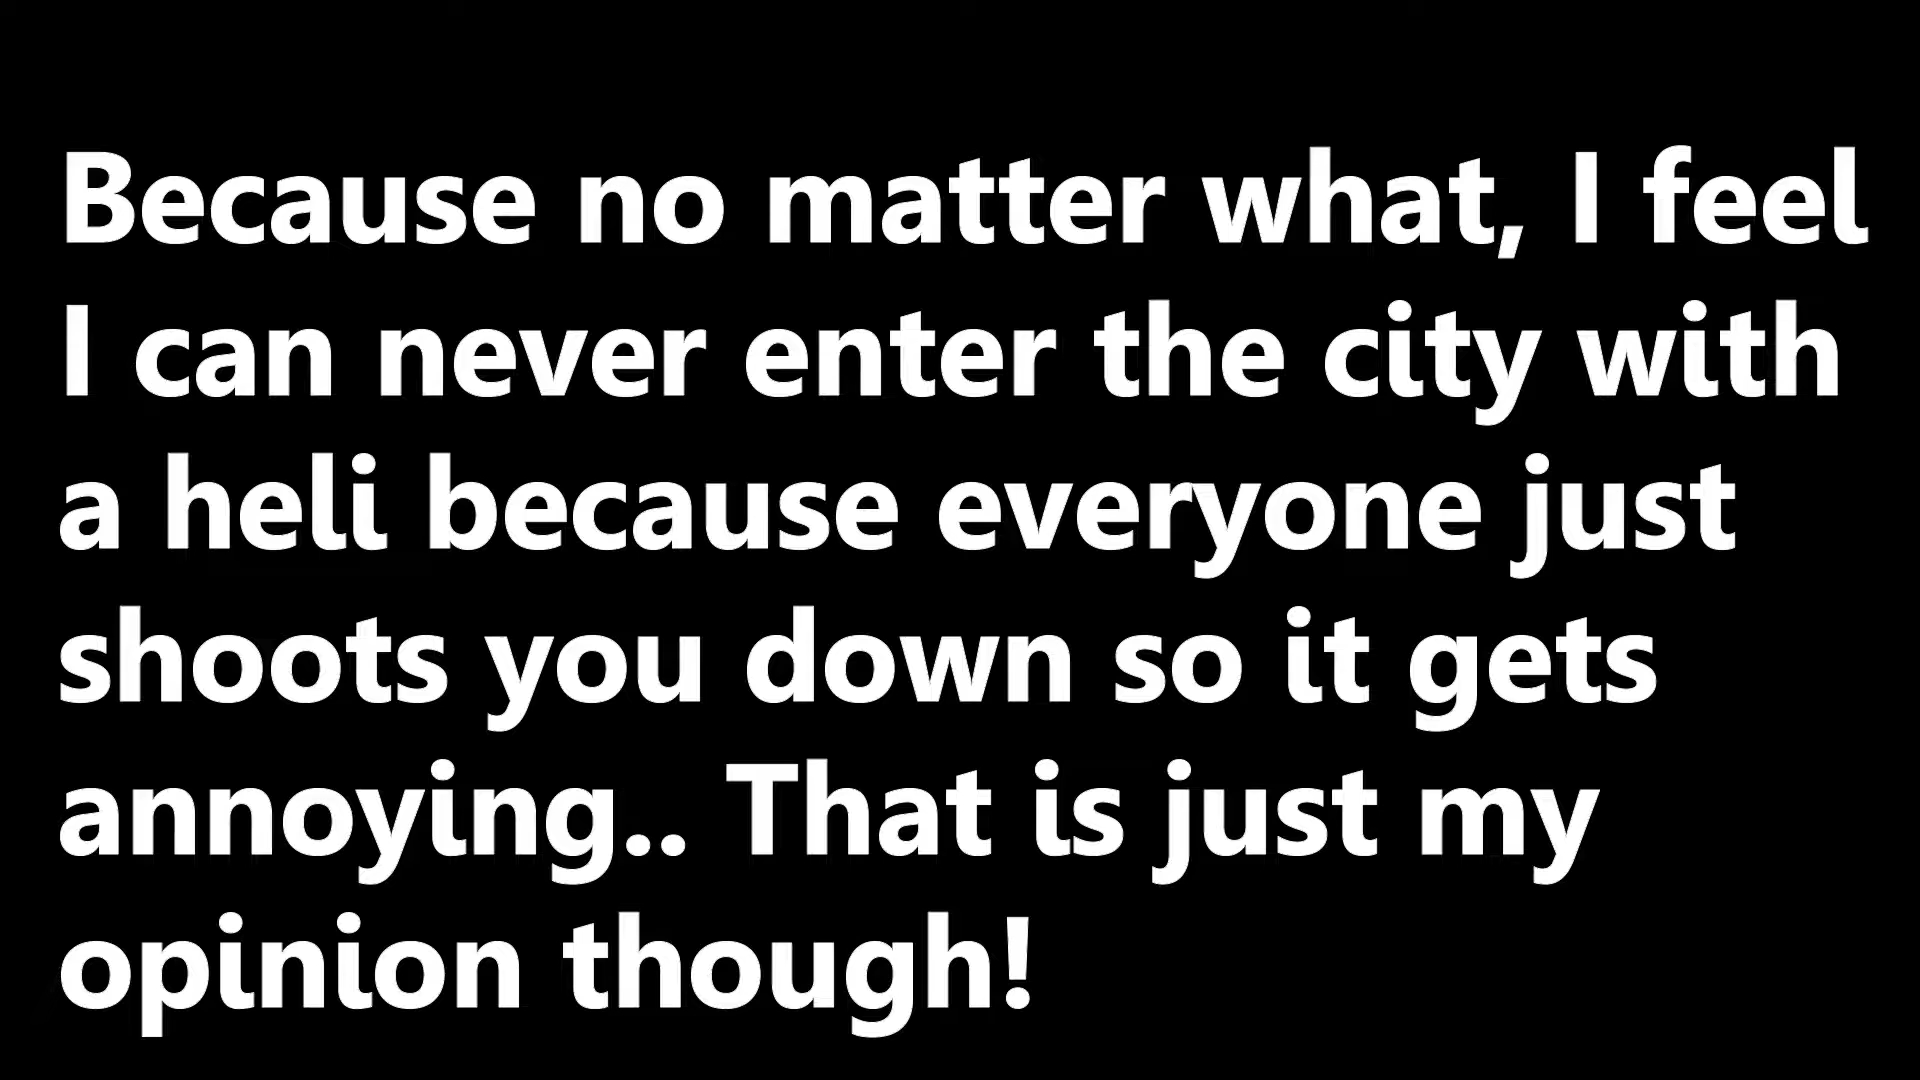 Because no matter what, I feel
I can never enter the city with
a heli because everyone just
shoots you down so it gets
annoying.. That is just my
opinion though!